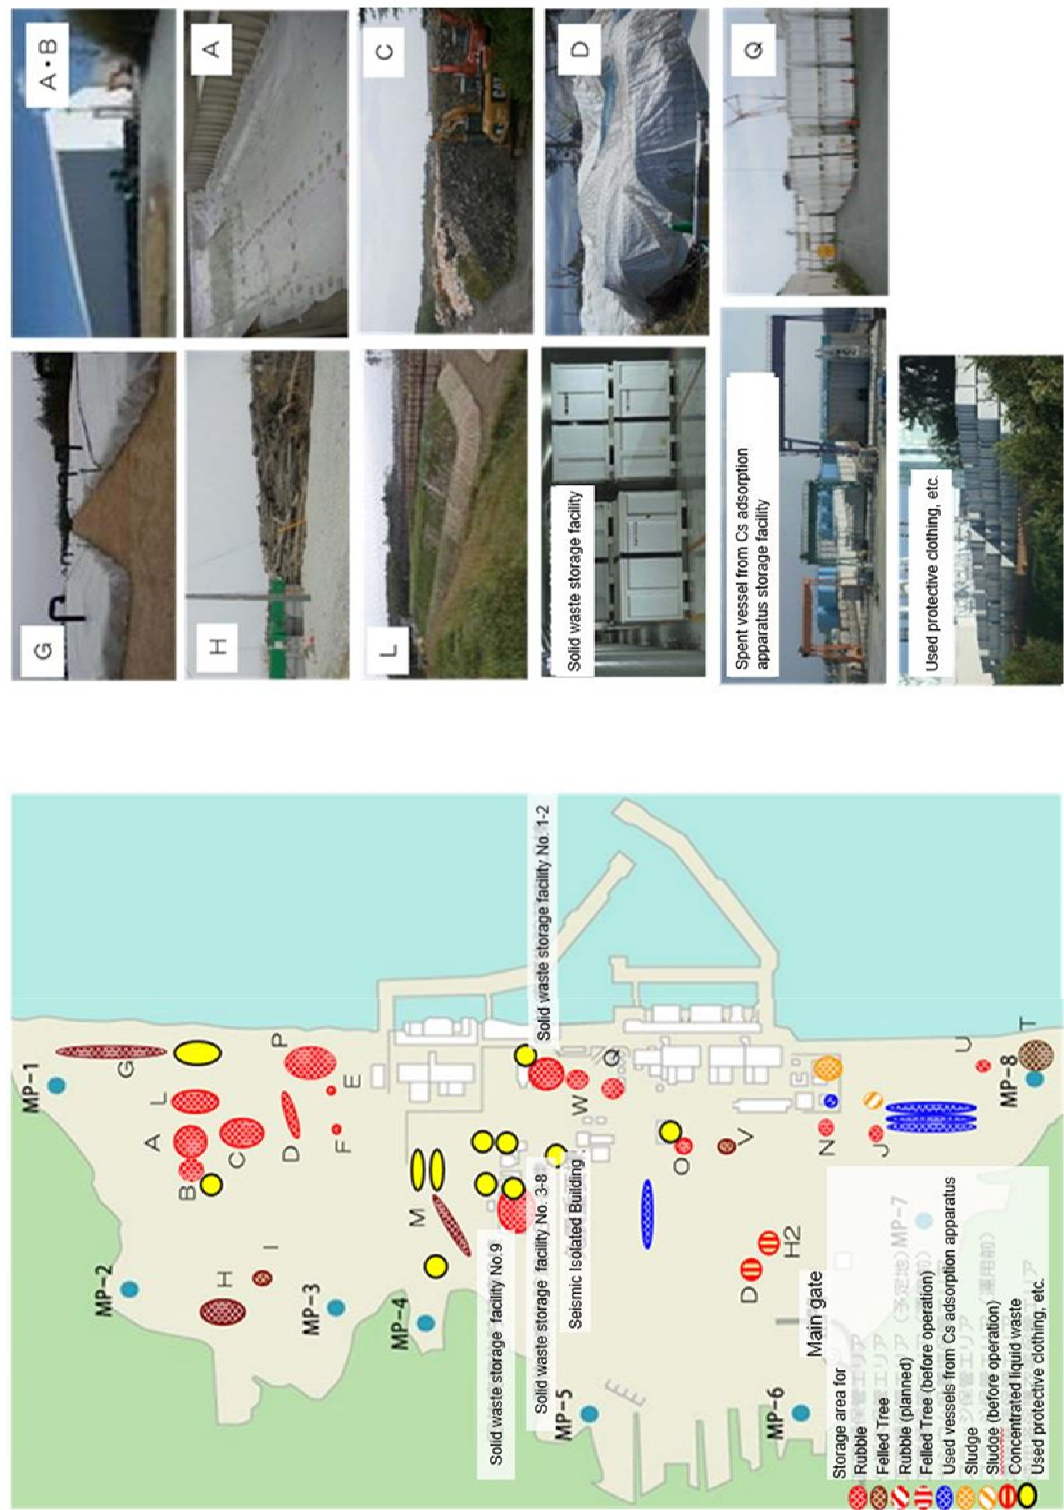 G
A・B
H
A
L
C
Solid waste storage facility
D
Spent vessel from Cs adsorption
apparatus storage facility
Q
Used protective clothing, etc.
MP-1
MP-2
MP-3
MP-4
MP-5
MP-6
MP-7
MP-8
G
L
A
B
C
P
D
E
F
H
I
M
W
Q
O
V
N
J
U
T
D
H2
Solid waste storage facility No.9
Solid waste storage facility No. 3-8
Seismic Isolated Building
Solid waste storage facility No. 1-2
Main gate
Storage area for
Rubble
Felled Tree
Rubble (planned)
Felled Tree (before operation)
Used vessels from Cs adsorption apparatus
Sludge
Sludge (before operation)
Concentrated liquid waste
Used protective clothing, etc.